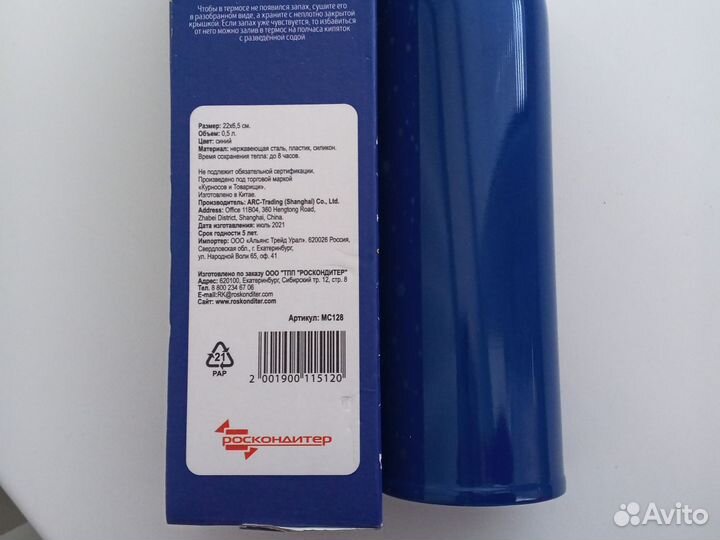 Чтобы в термосе не появился запах, сушите его
в разобранном виде, а храните с неплотно закрытой
крышкой. Если запах уже чувствуется, то избавиться
от него можно залив в термос на полчаса кипяток
с разведённой содой
Размер: 22х6,5 см.
Объем: 0,5 л.
Цвет: синий
Материал: нержавеющая сталь, пластик, силикон.
Время сохранения тепла: до 8 часов.
Не подлежит обязательной сертификации.
Произведено под торговой маркой
«Курносов и Товарищи».
Изготовлено в Китае.
Производитель: ARC-Trading (Shanghai) Co., Ltd.
Address: Office 11B04, 360 Hengtong Road,
Zhabei District, Shanghai, China.
Дата изготовления: июль 2021
Срок годности 5 лет.
Импортер: ООО «Альянс Трейд Урал». 620026 Россия,
Свердловская обл., г. Екатеринбург,
ул. Народной Воли 65, оф. 41
Изготовлено по заказу ООО "ТПП "РОСКОНДИТЕР"
Адрес: 620100, Екатеринбург, Сибирский тр. 12, стр. 8
Тел. 8 800 234 67 06
E-mail:RK@roskonditer.com
Сайт: www.roskonditer.com
Артикул: MC128
21
PAP
2 001900 115120
РОСКОНДИТЕР
Avito